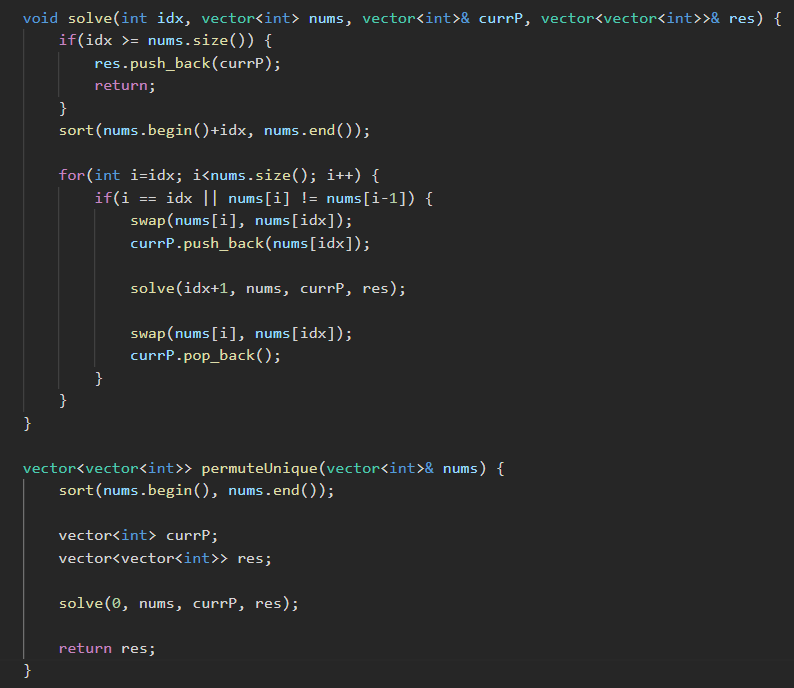 void solve(int idx, vector<int> nums, vector<int>& currP, vector<vector<int>>& res) {
    if(idx >= nums.size()) {
        res.push_back(currP);
        return;
    }
    sort(nums.begin()+idx, nums.end());
    for(int i=idx; i<nums.size(); i++) {
        if(i == idx || nums[i] != nums[i-1]) {
            swap(nums[i], nums[idx]);
            currP.push_back(nums[idx]);
            solve(idx+1, nums, currP, res);
            swap(nums[i], nums[idx]);
            currP.pop_back();
        }
    }
}
vector<vector<int>> permuteUnique(vector<int>& nums) {
    sort(nums.begin(), nums.end());
    vector<int> currP;
    vector<vector<int>> res;
    solve(0, nums, currP, res);
    return res;
}